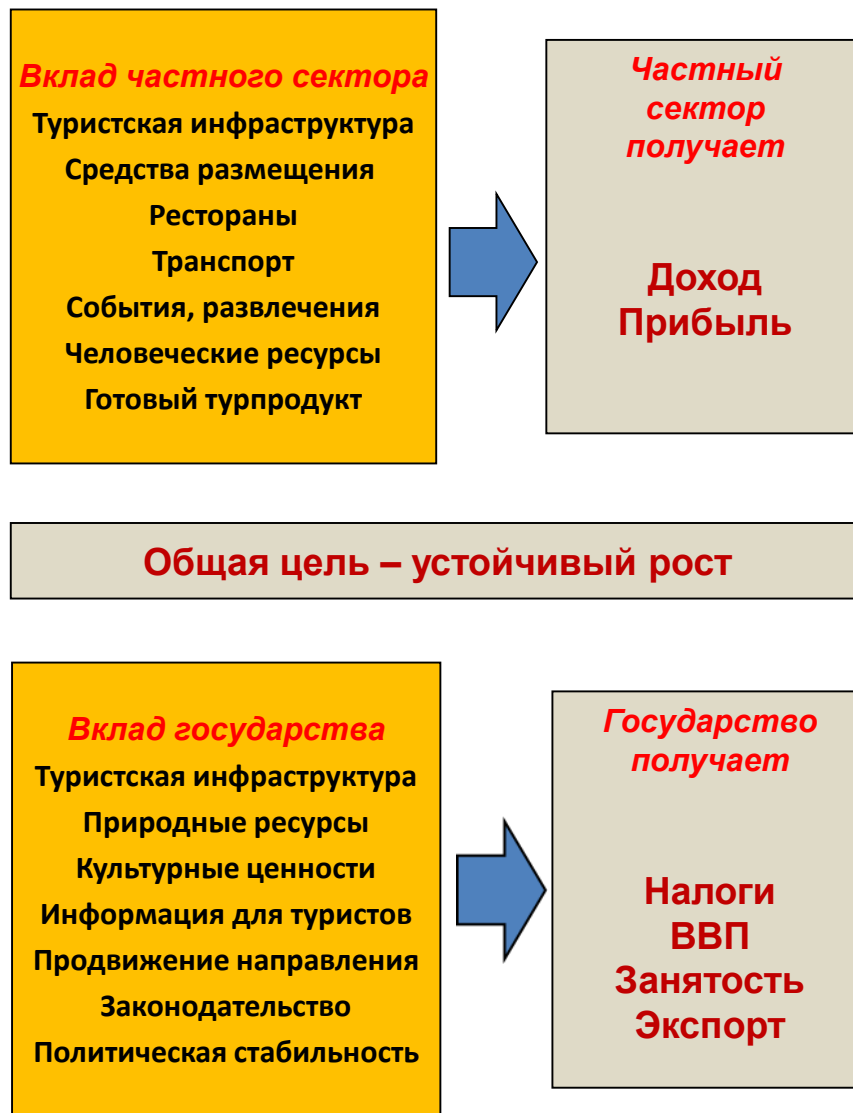 Вклад частного сектора
Туристская инфраструктура
Средства размещения
Рестораны
Транспорт
События, развлечения
Человеческие ресурсы
Готовый турпродукт
Частный
сектор
получает
Доход
Прибыль
Общая цель – устойчивый рост
Вклад государства
Туристская инфраструктура
Природные ресурсы
Культурные ценности
Информация для туристов
Продвижение направления
Законодательство
Политическая стабильность
Государство
получает
Налоги
ВВП
Занятость
Экспорт